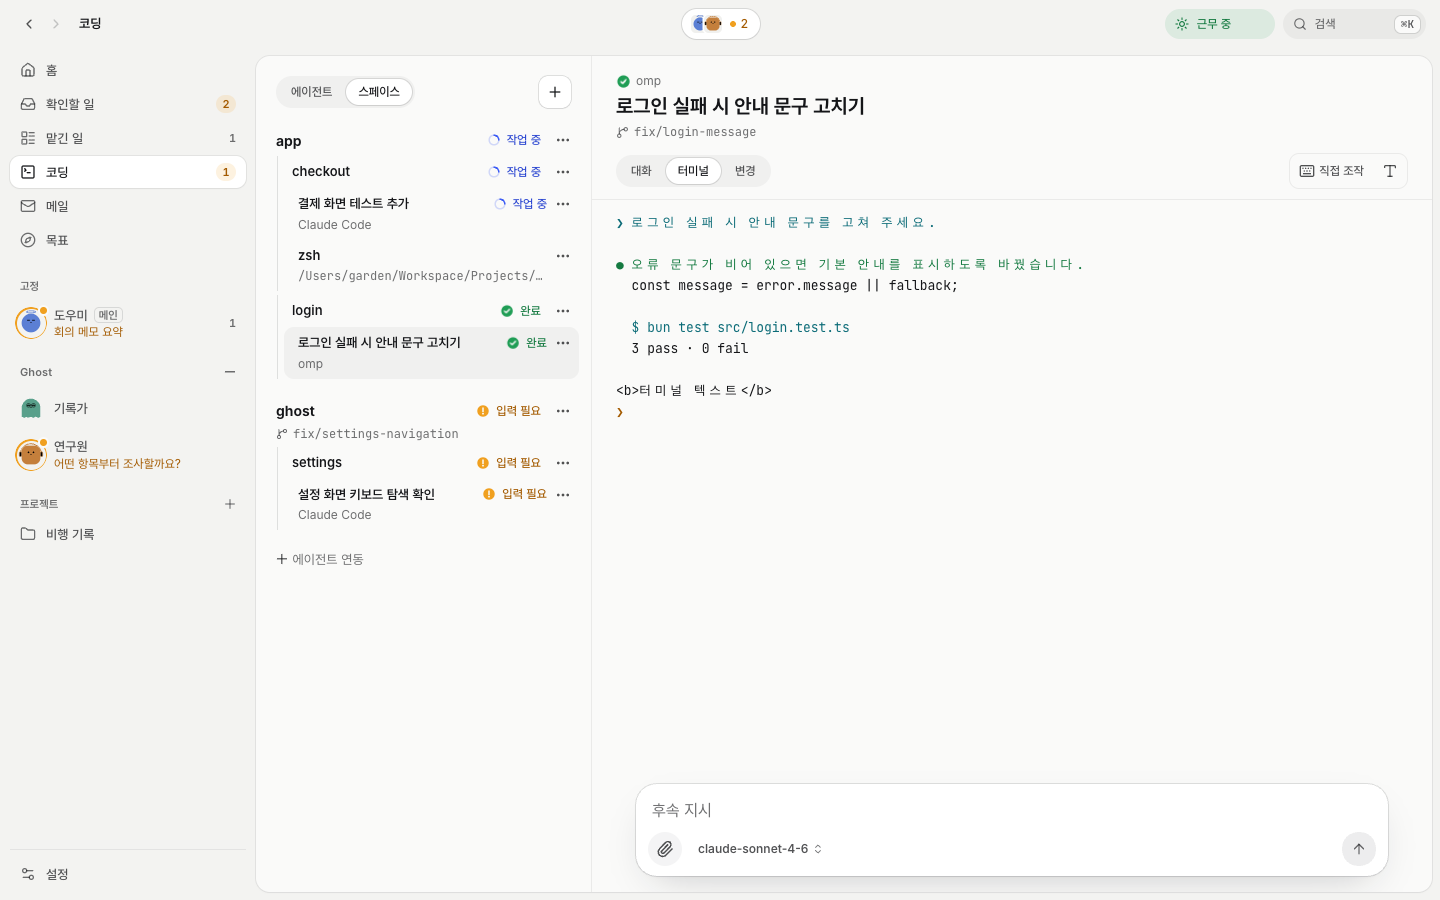 코딩
2
근무 중
검색
⌘K
홈
확인할 일
2
맡긴 일
1
코딩
1
메일
목표
고정
도우미
메인
회의 메모 요약
1
Ghost
기록가
연구원
어떤 항목부터 조사할까요?
프로젝트
비행 기록
설정
에이전트
스페이스
app
작업 중
checkout
작업 중
결제 화면 테스트 추가
작업 중
Claude Code
zsh
/Users/garden/Workspace/Projects/…
login
완료
로그인 실패 시 안내 문구 고치기
완료
omp
ghost
입력 필요
fix/settings-navigation
settings
입력 필요
설정 화면 키보드 탐색 확인
입력 필요
Claude Code
에이전트 연동
omp
로그인 실패 시 안내 문구 고치기
fix/login-message
대화
터미널
변경
직접 조작
❯ 로그인 실패 시 안내 문구를 고쳐 주세요.
● 오류 문구가 비어 있으면 기본 안내를 표시하도록 바꿨습니다.
const message = error.message || fallback;
$ bun test src/login.test.ts
3 pass · 0 fail
<b>터미널 텍스트</b>
❯
후속 지시
claude-sonnet-4-6